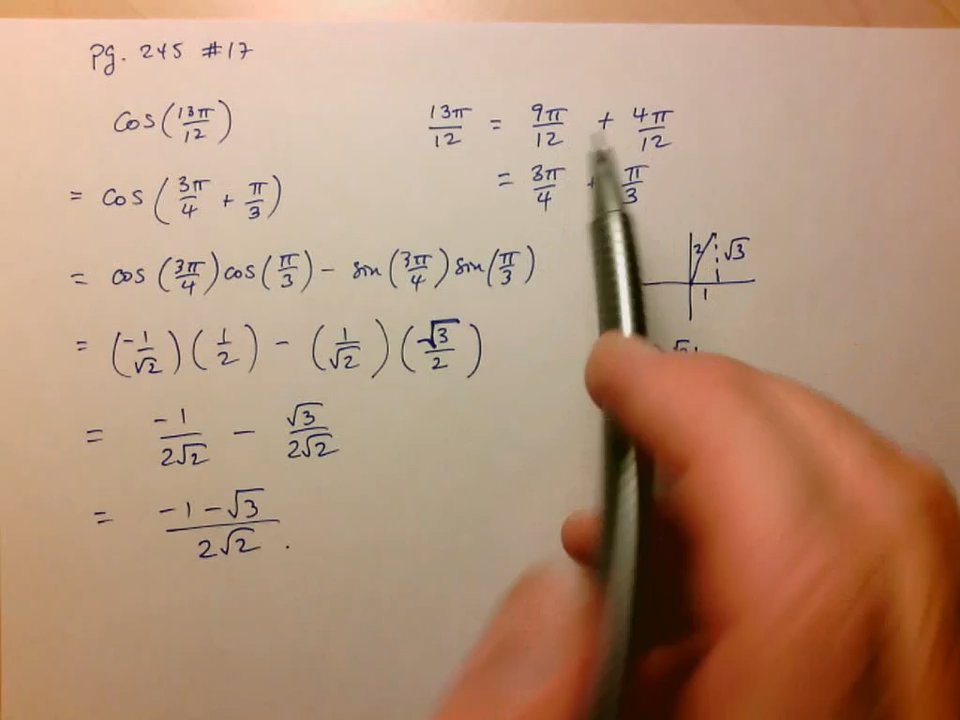 pg. 245 #17
cos(13π/12)
13π/12 = 9π/12 + 4π/12
= 3π/4 + π/3
= cos(3π/4 + π/3)
= cos(3π/4)cos(π/3) - sin(3π/4)sin(π/3)
2 √3
1
= (-1/√2)(1/2) - (1/√2)(√3/2)
= -1/2√2 - √3/2√2
= -1-√3/2√2.